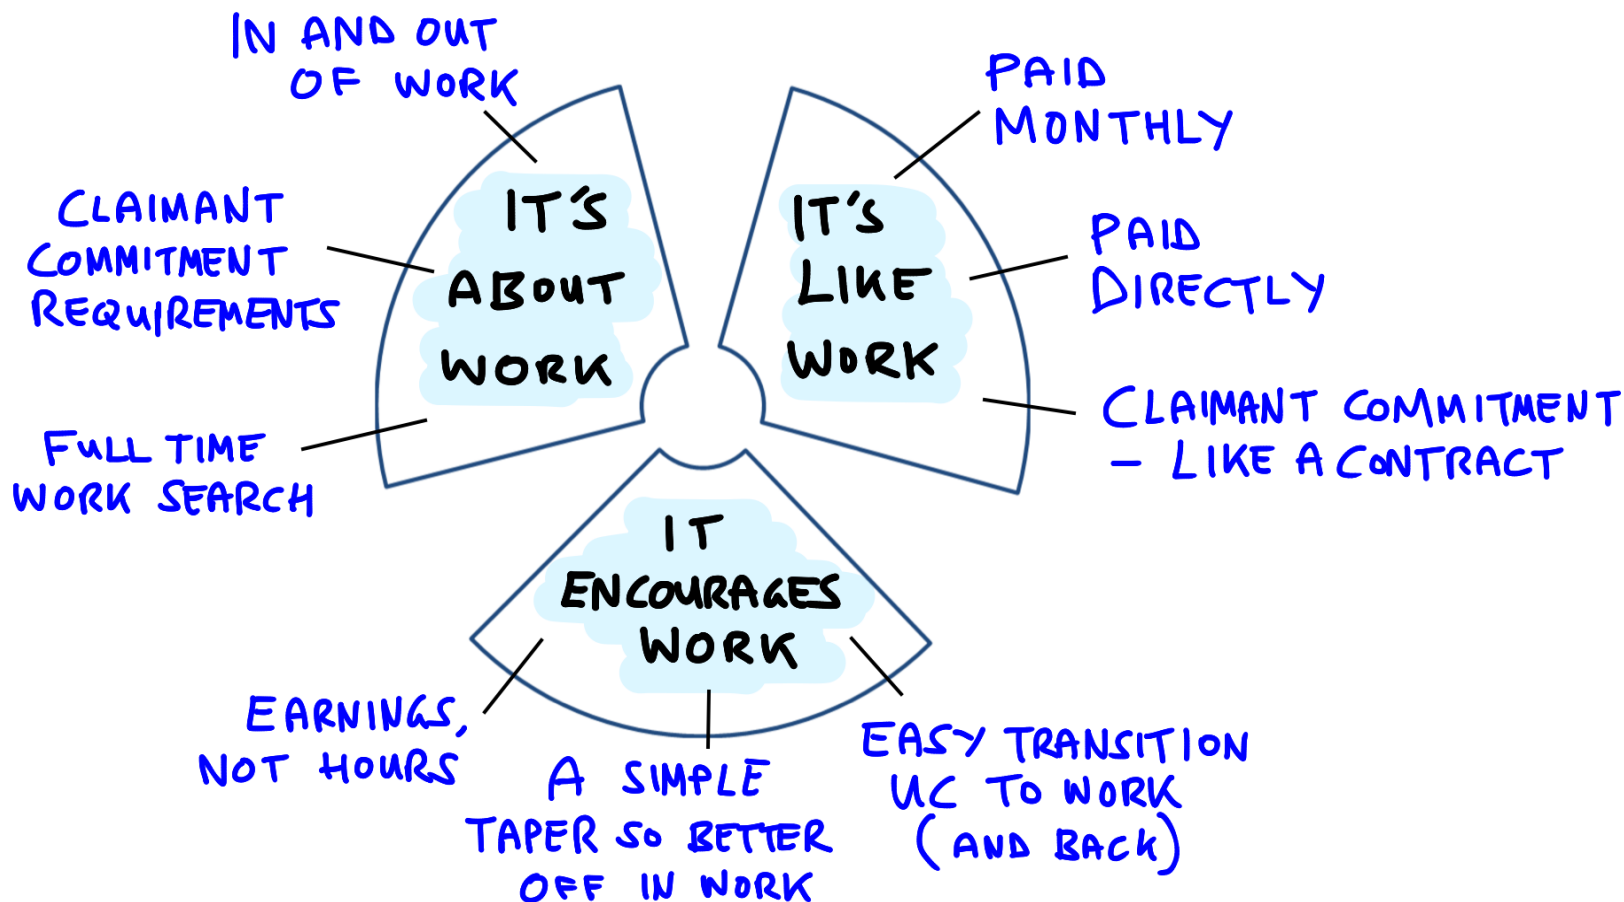 IN AND OUT
OF WORK
CLAIMANT
COMMITMENT
REQUIREMENTS
FULL TIME
WORK SEARCH
IT'S
ABOUT
WORK
IT'S
LIKE
WORK
PAID
MONTHLY
PAID
DIRECTLY
CLAIMANT COMMITMENT
– LIKE A CONTRACT
IT
ENCOURAGES
WORK
EARNINGS,
NOT HOURS
A SIMPLE
TAPER SO BETTER
OFF IN WORK
EASY TRANSITION
UC TO WORK
(AND BACK)